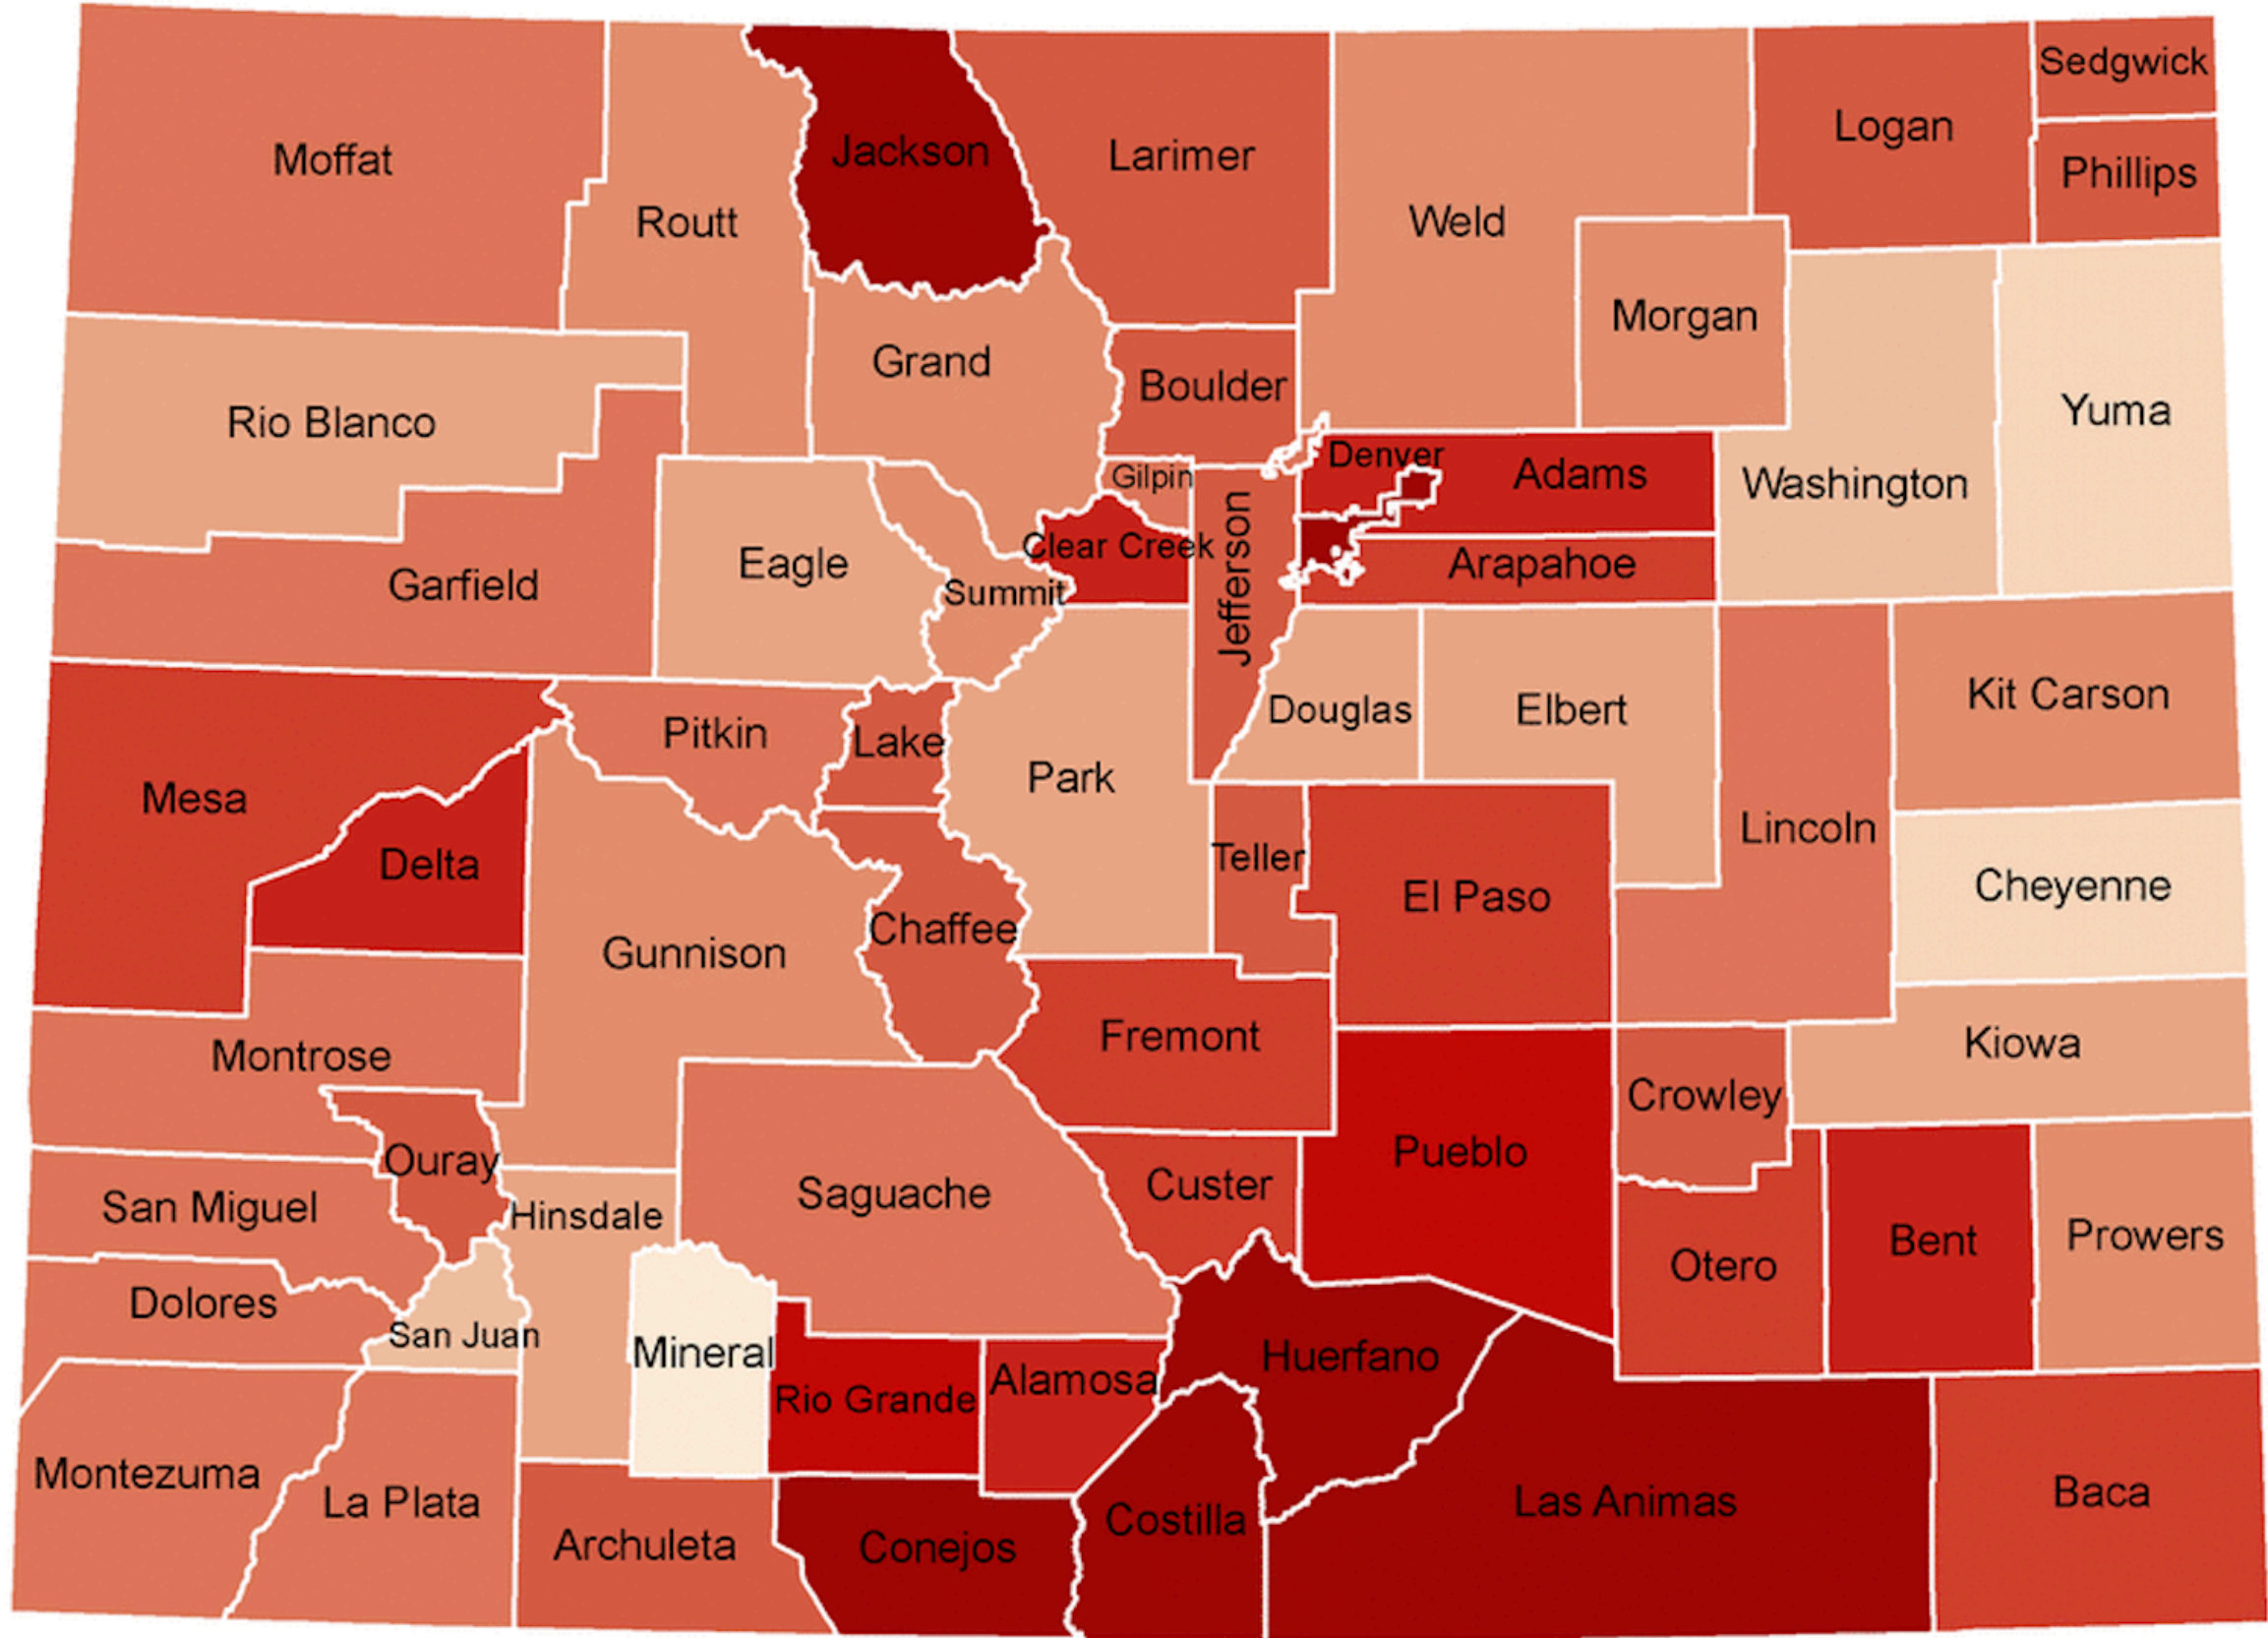 Sedgwick
Logan
Moffat
Jackson
Larimer
Phillips
Routt
Weld
Morgan
Grand
Boulder
Yuma
Rio Blanco
Denver
Adams
Gilpin
Washington
Clear Creek
Jefferson
Eagle
Arapahoe
Garfield
Summit
Kit Carson
Douglas
Elbert
Pitkin
Lake
Park
Mesa
Lincoln
Teller
Delta
Cheyenne
El Paso
Chaffee
Gunnison
Fremont
Kiowa
Montrose
Crowley
Pueblo
Ouray
Custer
Saguache
San Miguel
Hinsdale
Prowers
Bent
Otero
Dolores
San Juan
Mineral
Huerfano
Alamosa
Rio Grande
Montezuma
La Plata
Las Animas
Baca
Costilla
Archuleta
Conejos